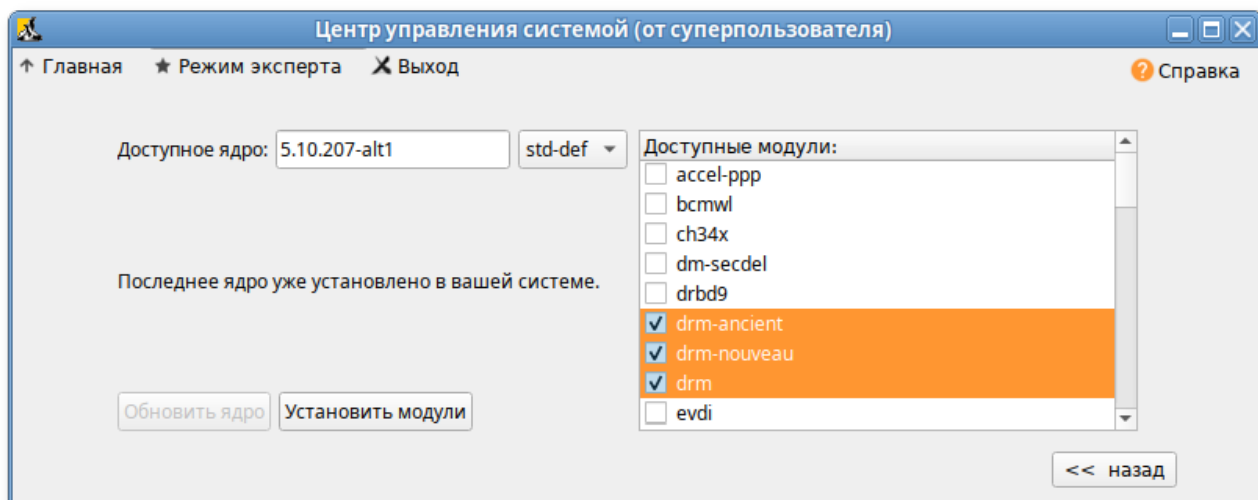 Центр управления системой (от суперпользователя)
Главная Режим эксперта Выход Справка
Доступное ядро: 5.10.207-alt1 std-def
Последнее ядро уже установлено в вашей системе.
Обновить ядро Установить модули
Доступные модули:
accel-ppp
bcmwl
ch34x
dm-secdel
drbd9
drm-ancient
drm-nouveau
drm
evdi
<< назад